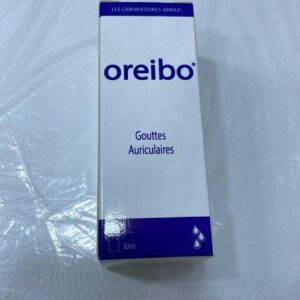 LES LABORATOIRES ARRAZI
oreibo®
Gouttes
Auriculaires
30ml